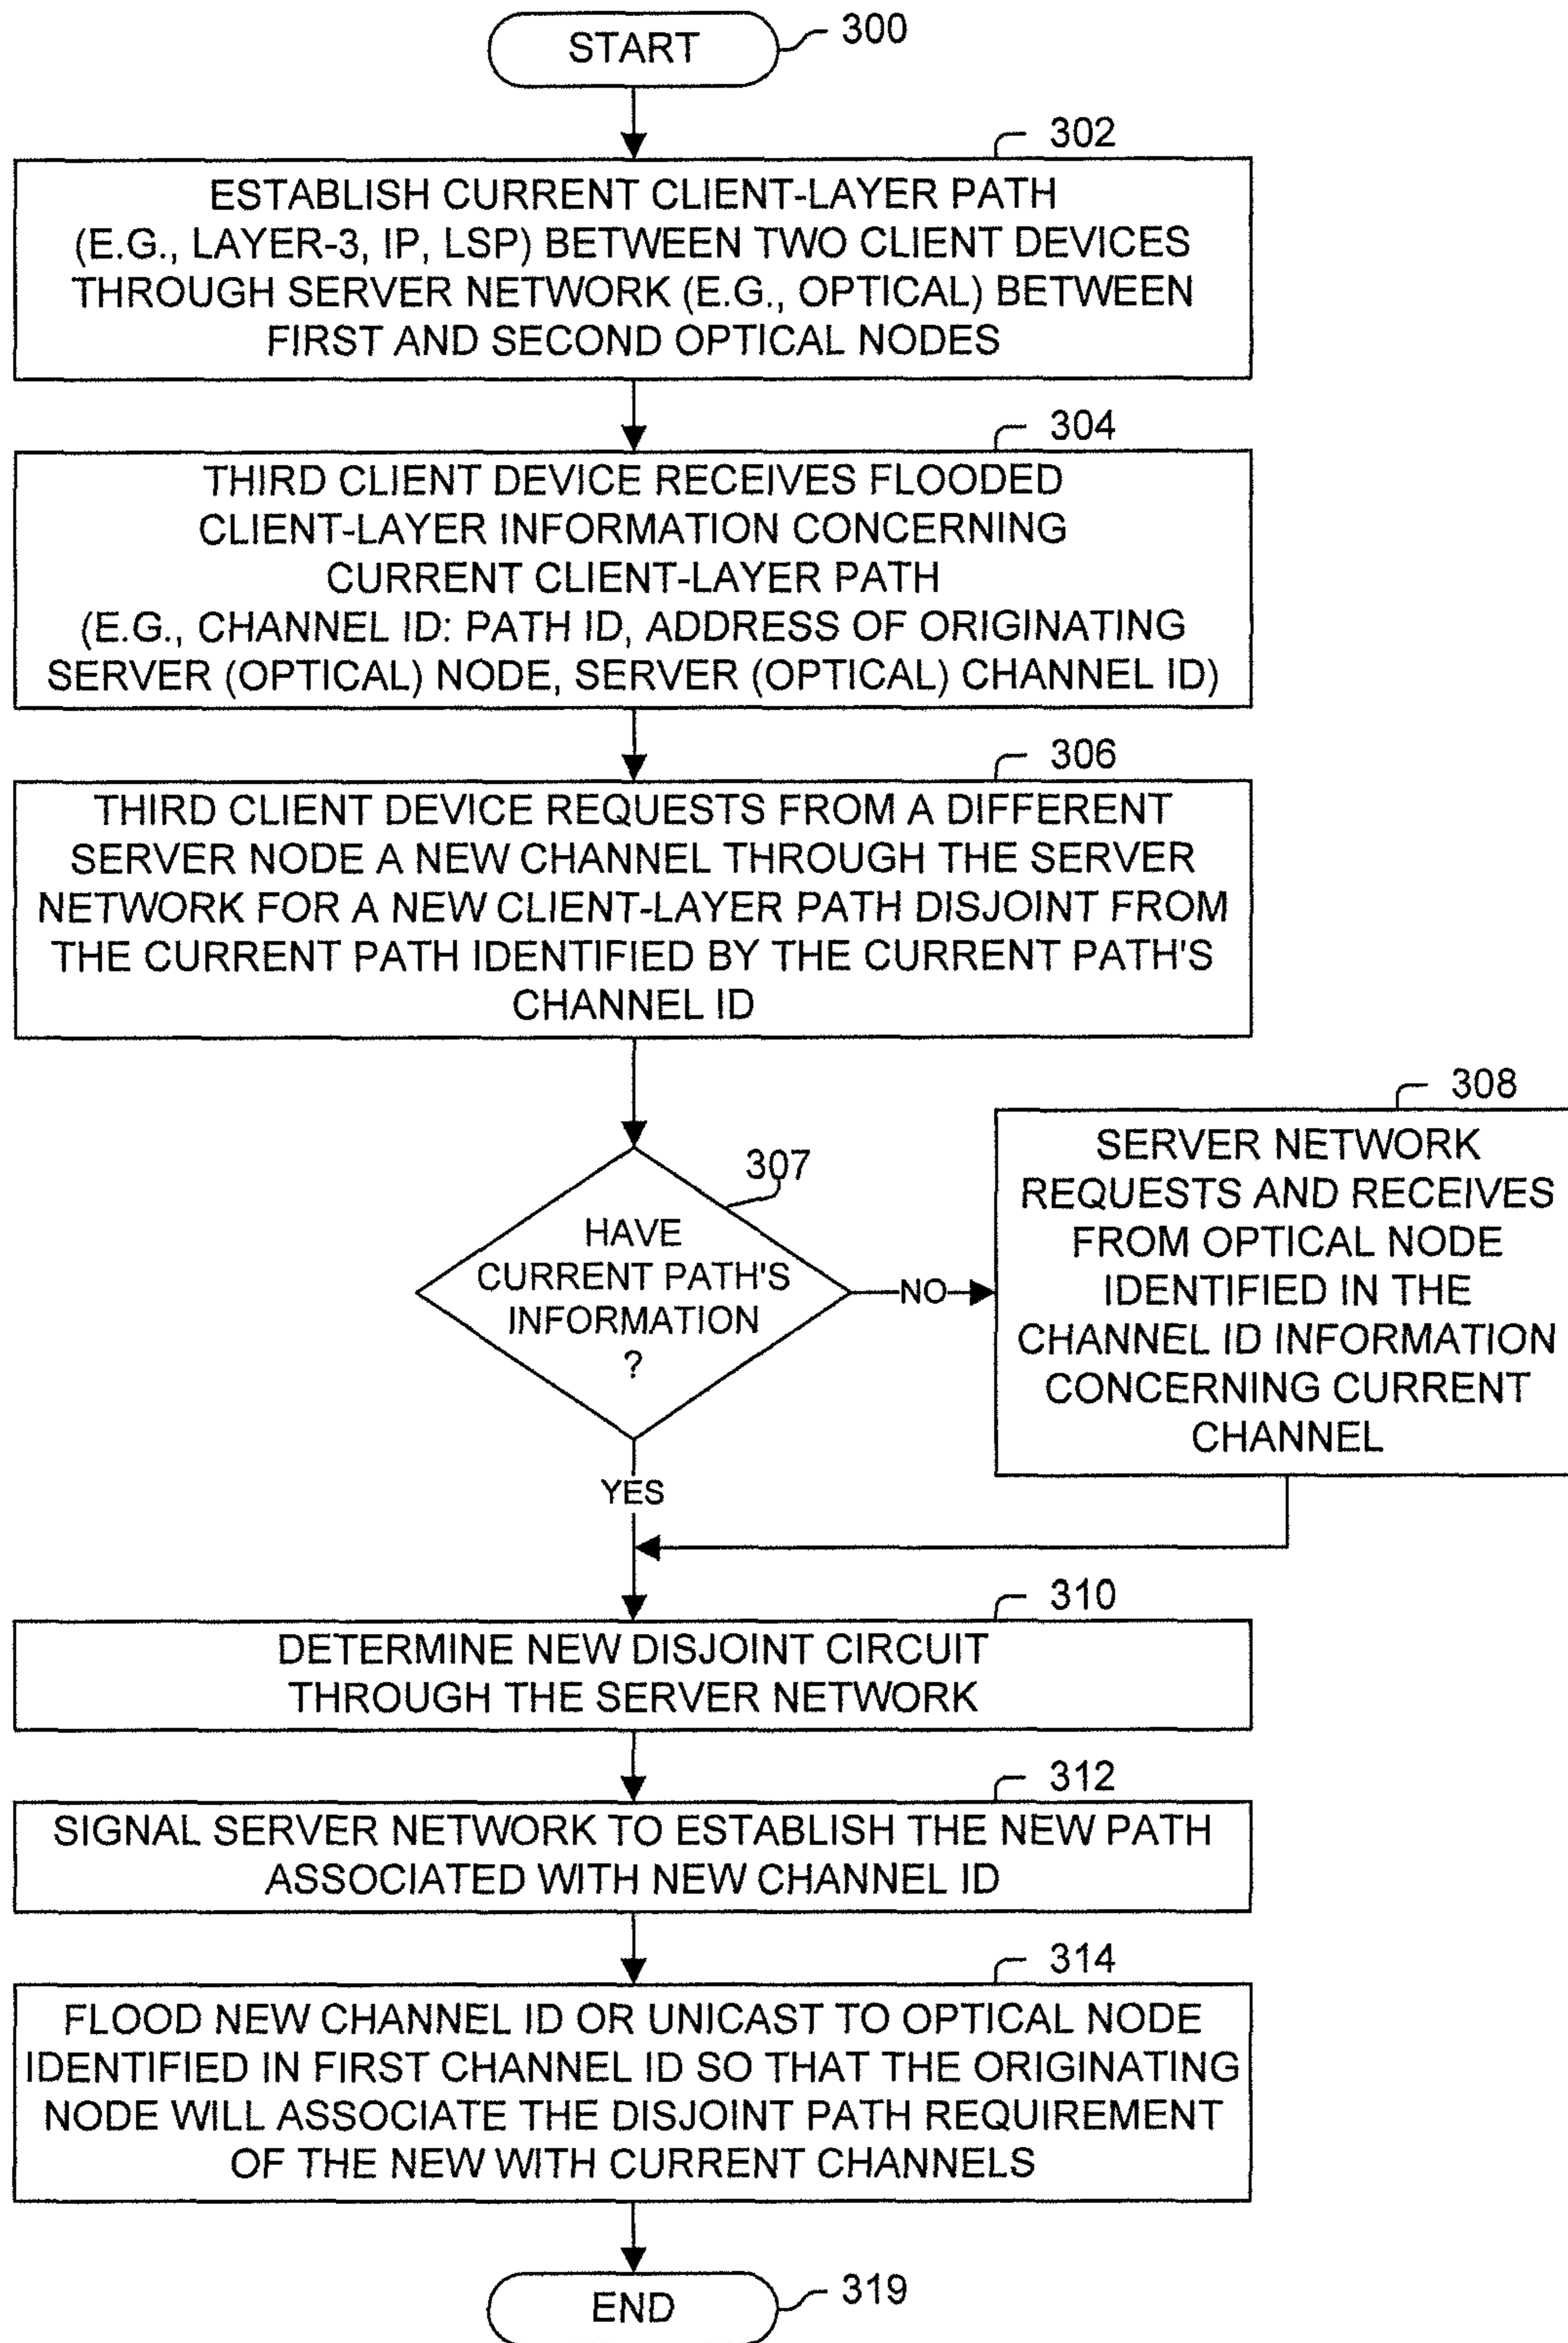 START
300
302
ESTABLISH CURRENT CLIENT-LAYER PATH
(E.G., LAYER-3, IP, LSP) BETWEEN TWO CLIENT DEVICES
THROUGH SERVER NETWORK (E.G., OPTICAL) BETWEEN
FIRST AND SECOND OPTICAL NODES
304
THIRD CLIENT DEVICE RECEIVES FLOODED
CLIENT-LAYER INFORMATION CONCERNING
CURRENT CLIENT-LAYER PATH
(E.G., CHANNEL ID: PATH ID, ADDRESS OF ORIGINATING
SERVER (OPTICAL) NODE, SERVER (OPTICAL) CHANNEL ID)
306
THIRD CLIENT DEVICE REQUESTS FROM A DIFFERENT
SERVER NODE A NEW CHANNEL THROUGH THE SERVER
NETWORK FOR A NEW CLIENT-LAYER PATH DISJOINT FROM
THE CURRENT PATH IDENTIFIED BY THE CURRENT PATH'S
CHANNEL ID
307
HAVE
CURRENT PATH'S
INFORMATION
?
NO
308
SERVER NETWORK
REQUESTS AND RECEIVES
FROM OPTICAL NODE
IDENTIFIED IN THE
CHANNEL ID INFORMATION
CONCERNING CURRENT
CHANNEL
YES
310
DETERMINE NEW DISJOINT CIRCUIT
THROUGH THE SERVER NETWORK
312
SIGNAL SERVER NETWORK TO ESTABLISH THE NEW PATH
ASSOCIATED WITH NEW CHANNEL ID
314
FLOOD NEW CHANNEL ID OR UNICAST TO OPTICAL NODE
IDENTIFIED IN FIRST CHANNEL ID SO THAT THE ORIGINATING
NODE WILL ASSOCIATE THE DISJOINT PATH REQUIREMENT
OF THE NEW WITH CURRENT CHANNELS
END
319